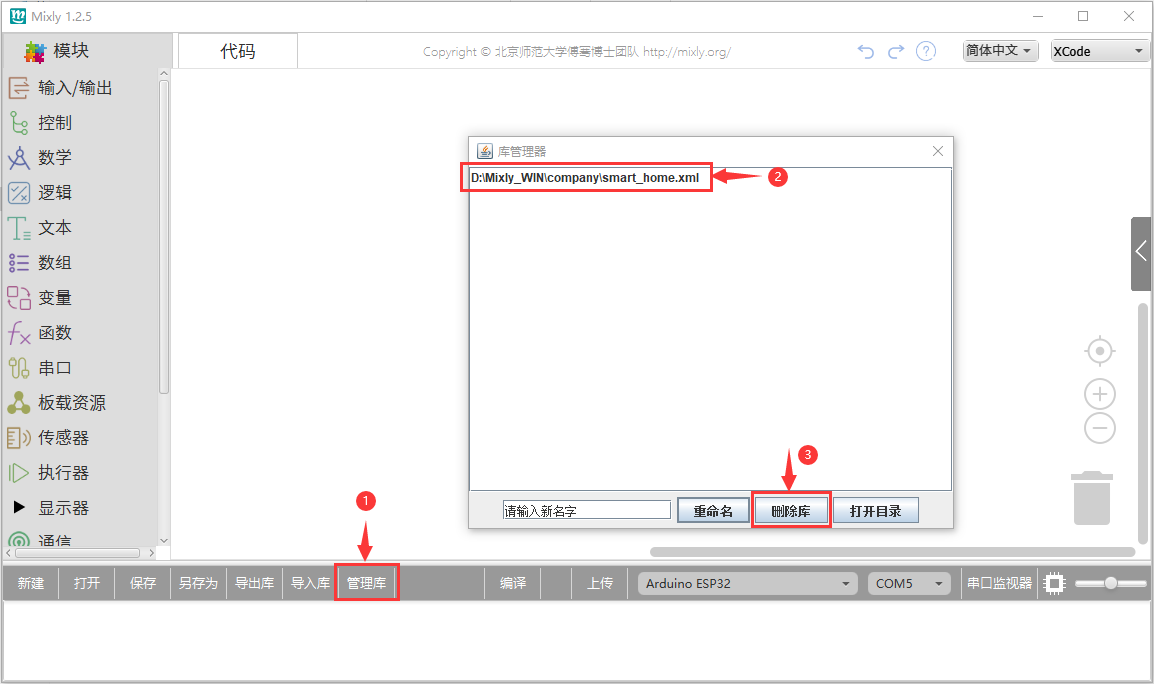 Mixly 1.2.5
模块
代码
Copyright © 北京师范大学傅骞博士团队 http://mixly.org/
?
简体中文
XCode
输入/输出
控制
数学
逻辑
文本
数组
变量
函数
串口
板载资源
传感器
执行器
显示器
通信
库管理器
D:\Mixly_WIN\company\smart_home.xml
2
3
请输入新名字
重命名
删除库
打开目录
1
新建
打开
保存
另存为
导出库
导入库
管理库
编译
上传
Arduino ESP32
COM5
串口监视器